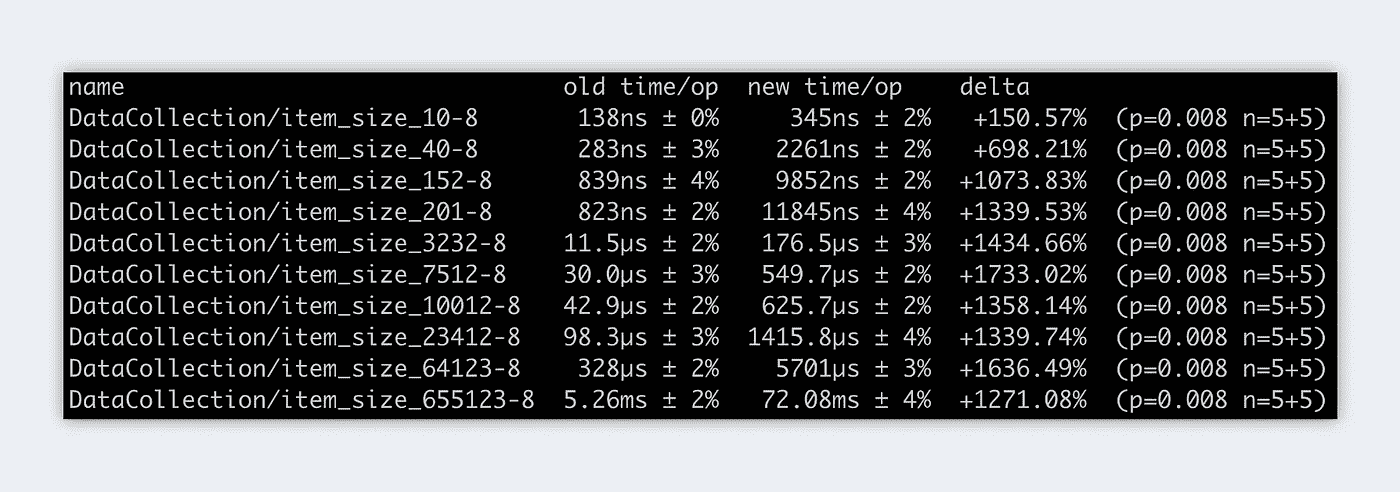 name old time/op new time/op delta
DataCollection/item_size_10-8 138ns ± 0% 345ns ± 2% +150.57% (p=0.008 n=5+5)
DataCollection/item_size_40-8 283ns ± 3% 2261ns ± 2% +698.21% (p=0.008 n=5+5)
DataCollection/item_size_152-8 839ns ± 4% 9852ns ± 2% +1073.83% (p=0.008 n=5+5)
DataCollection/item_size_201-8 823ns ± 2% 11845ns ± 4% +1339.53% (p=0.008 n=5+5)
DataCollection/item_size_3232-8 11.5µs ± 2% 176.5µs ± 3% +1434.66% (p=0.008 n=5+5)
DataCollection/item_size_7512-8 30.0µs ± 3% 549.7µs ± 2% +1733.02% (p=0.008 n=5+5)
DataCollection/item_size_10012-8 42.9µs ± 2% 625.7µs ± 2% +1358.14% (p=0.008 n=5+5)
DataCollection/item_size_23412-8 98.3µs ± 3% 1415.8µs ± 4% +1339.74% (p=0.008 n=5+5)
DataCollection/item_size_64123-8 328µs ± 2% 5701µs ± 3% +1636.49% (p=0.008 n=5+5)
DataCollection/item_size_655123-8 5.26ms ± 2% 72.08ms ± 4% +1271.08% (p=0.008 n=5+5)